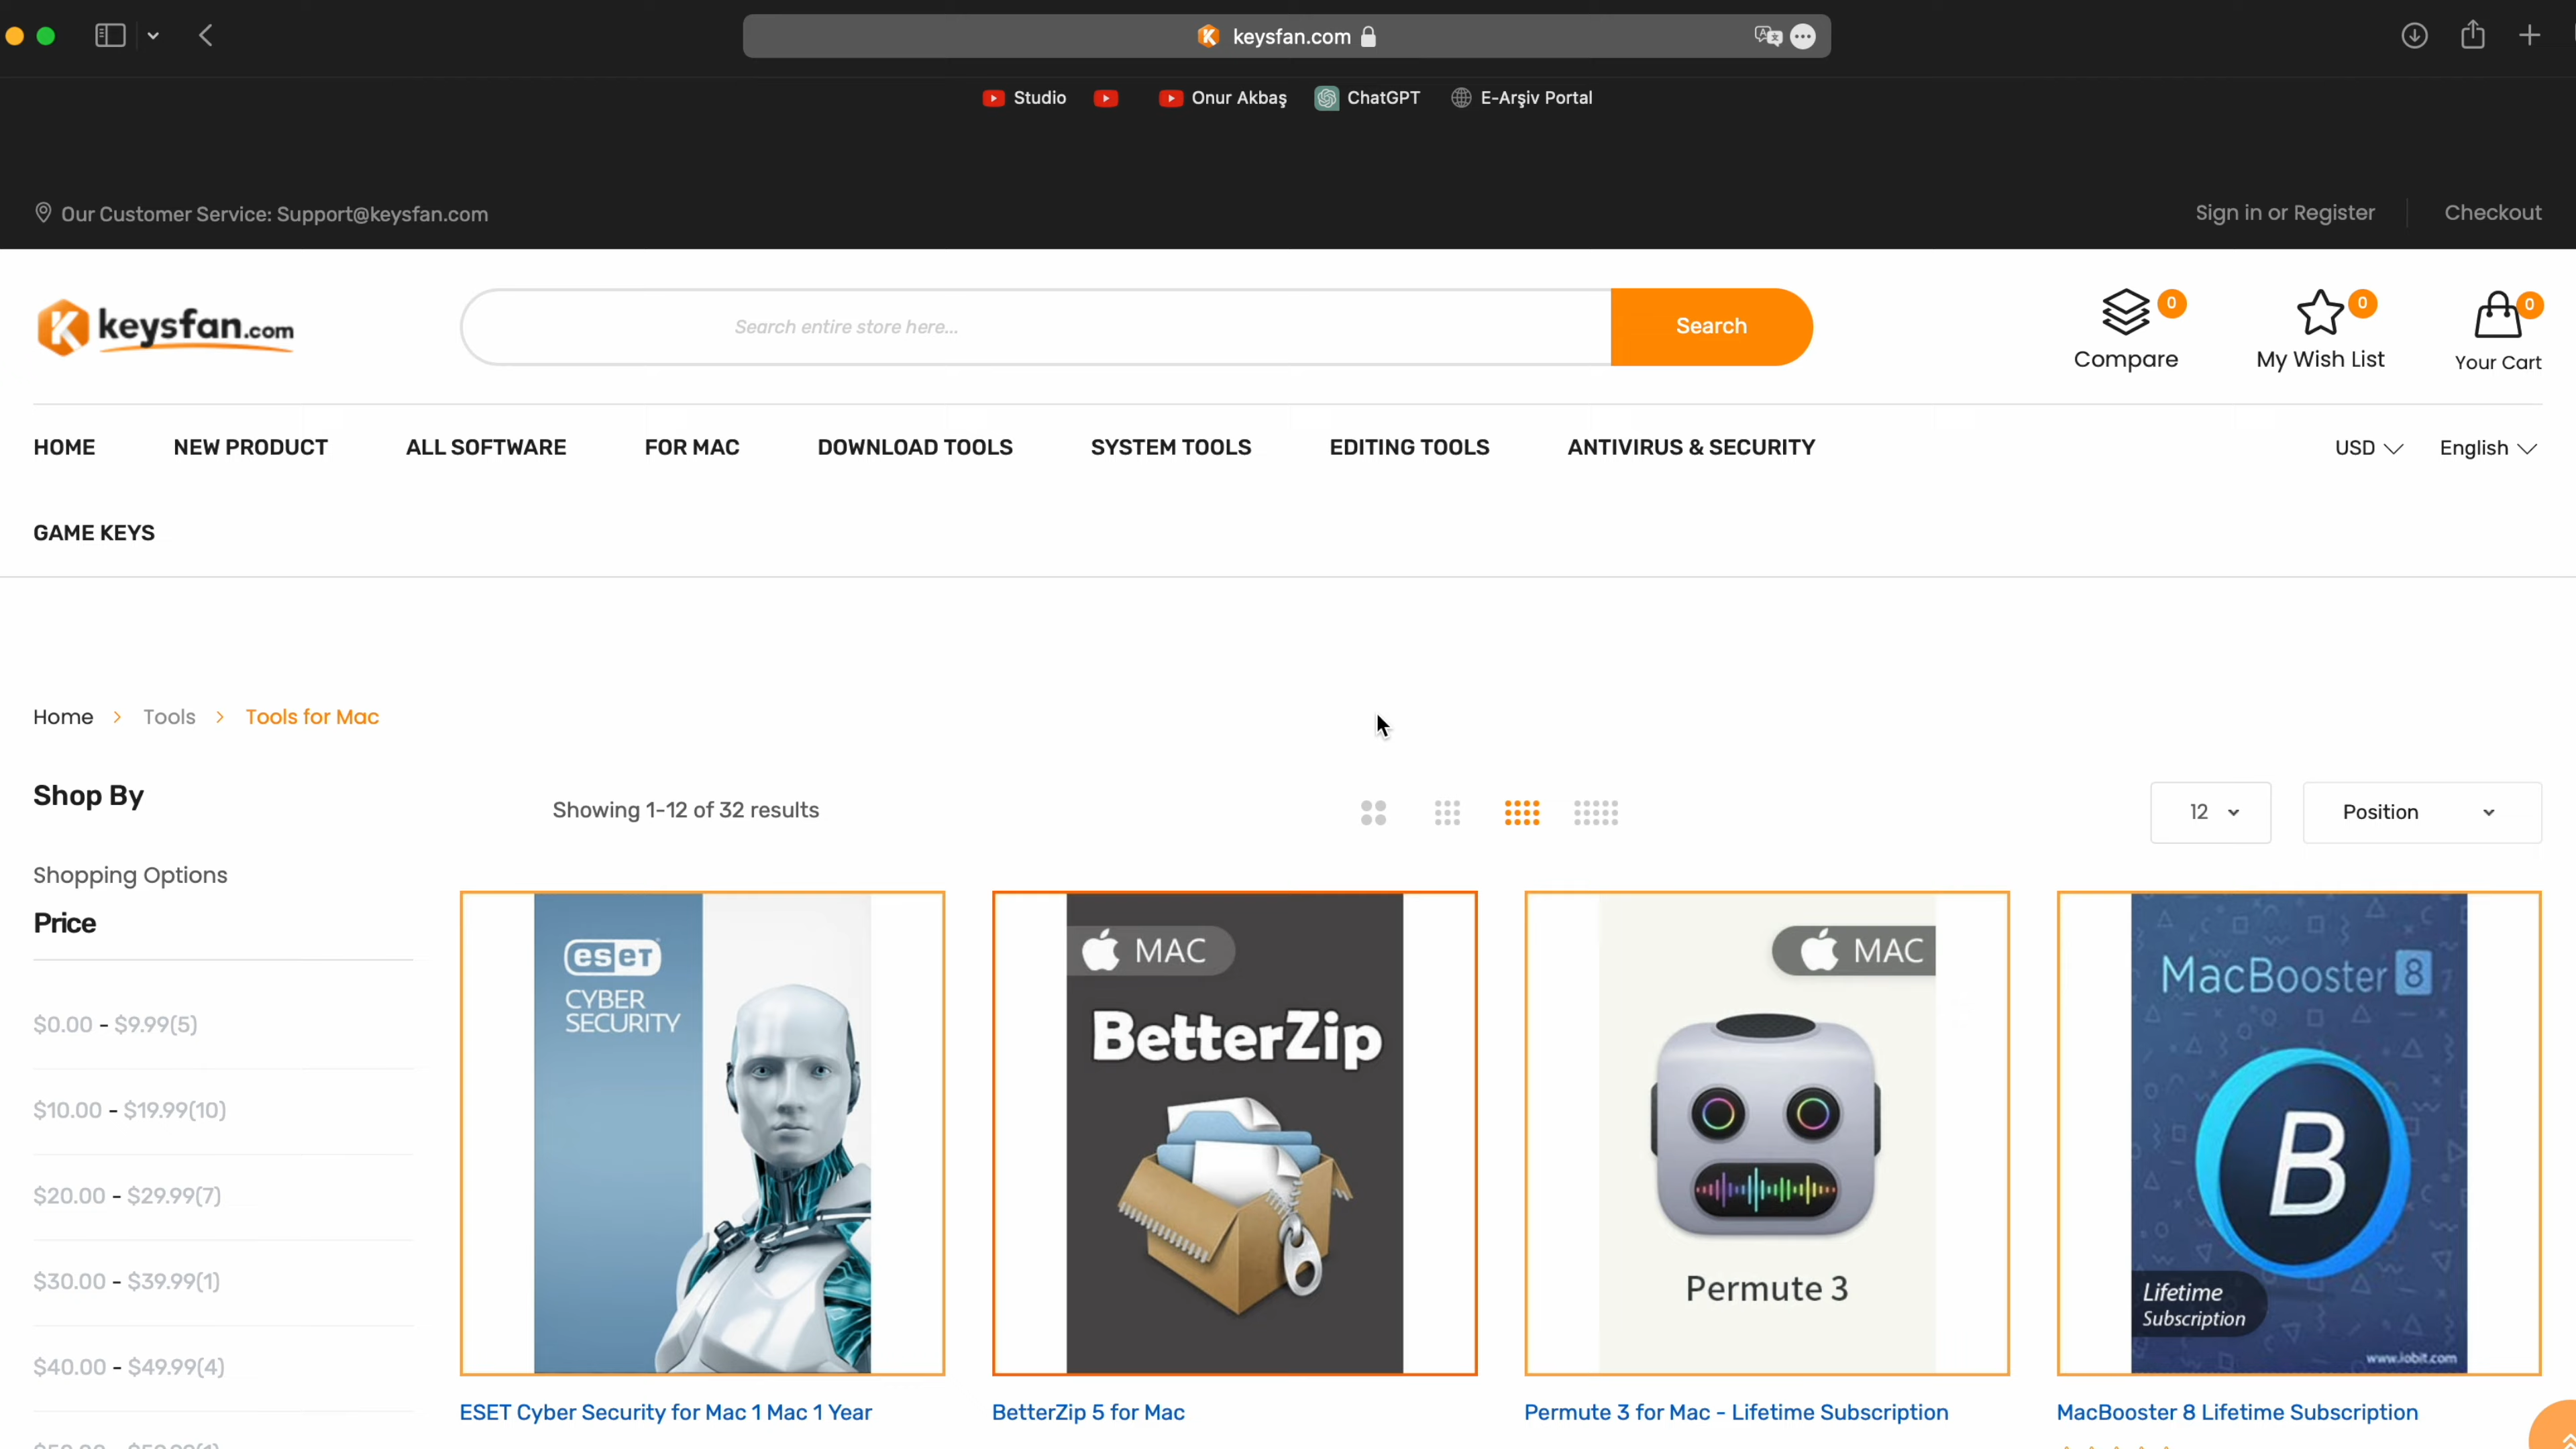 keysfan.com
Studio
Onur Akbaş
ChatGPT
E-Arşiv Portal
Our Customer Service: Support@keysfan.com
Sign in or Register
Checkout
keysfan.com
Search entire store here...
Search
0
Compare
0
My Wish List
0
Your Cart
HOME
NEW PRODUCT
ALL SOFTWARE
FOR MAC
DOWNLOAD TOOLS
SYSTEM TOOLS
EDITING TOOLS
ANTIVIRUS & SECURITY
USD
English
GAME KEYS
Home > Tools > Tools for Mac
Shop By
Showing 1-12 of 32 results
12
Position
Shopping Options
Price
$0.00 - $9.99(5)
$10.00 - $19.99(10)
$20.00 - $29.99(7)
$30.00 - $39.99(1)
$40.00 - $49.99(4)
eset
CYBER
SECURITY
ESET Cyber Security for Mac 1 Mac 1 Year
MAC
BetterZip
BetterZip 5 for Mac
MAC
Permute 3
Permute 3 for Mac - Lifetime Subscription
MacBooster 8
B
Lifetime
Subscription
www.iobit.com
MacBooster 8 Lifetime Subscription